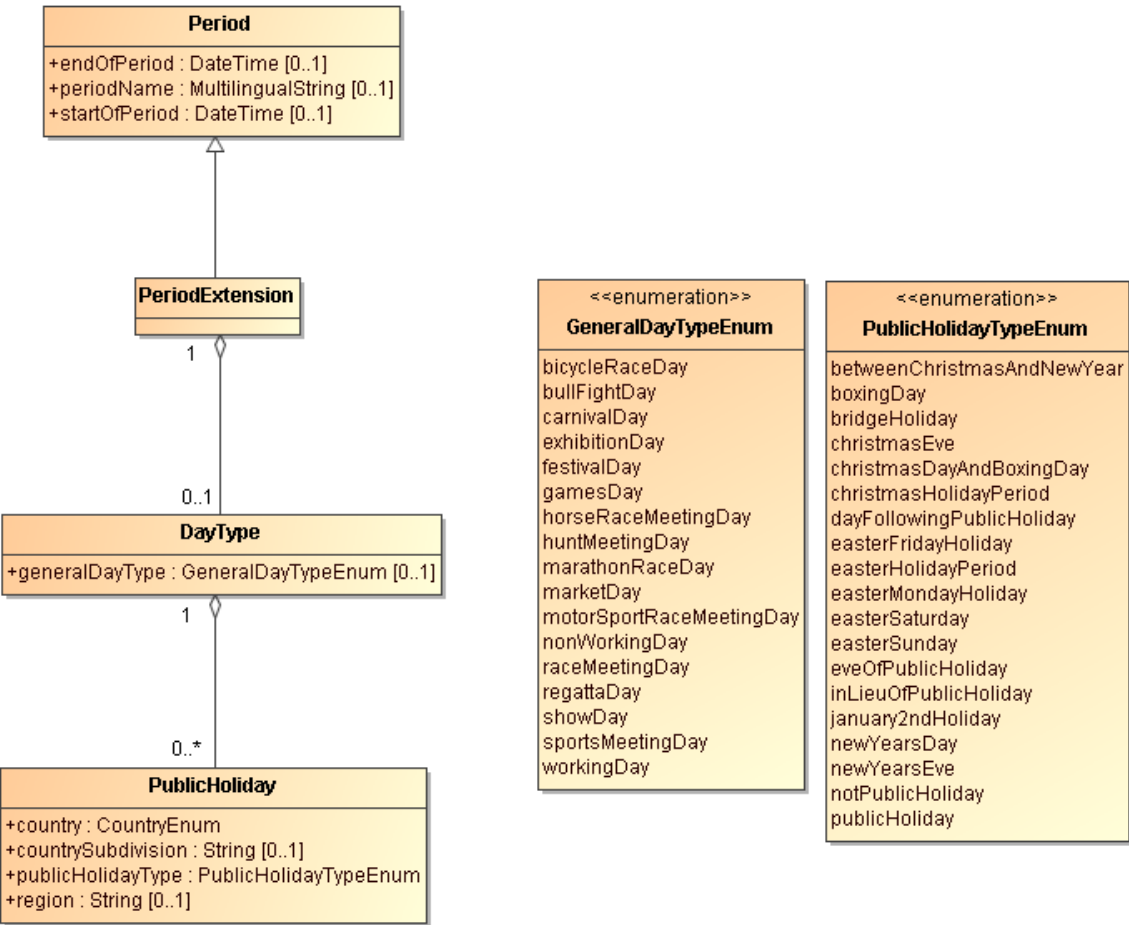 Period
+endOfPeriod : DateTime [0..1]
+periodName : MultilingualString [0..1]
+startOfPeriod : DateTime [0..1]
PeriodExtension
1
0..1
DayType
+generalDayType : GeneralDayTypeEnum [0..1]
1
0..*
PublicHoliday
+country : CountryEnum
+countrySubdivision : String [0..1]
+publicHolidayType : PublicHolidayTypeEnum
+region : String [0..1]
<<enumeration>>
GeneralDayTypeEnum
bicycleRaceDay
bullFightDay
carnivalDay
exhibitionDay
festivalDay
gamesDay
horseRaceMeetingDay
huntMeetingDay
marathonRaceDay
marketDay
motorSportRaceMeetingDay
nonWorkingDay
raceMeetingDay
regattaDay
showDay
sportsMeetingDay
workingDay
<<enumeration>>
PublicHolidayTypeEnum
betweenChristmasAndNewYear
boxingDay
bridgeHoliday
christmasEve
christmasDayAndBoxingDay
christmasHolidayPeriod
dayFollowingPublicHoliday
easterFridayHoliday
easterHolidayPeriod
easterMondayHoliday
easterSaturday
easterSunday
eveOfPublicHoliday
inLieuOfPublicHoliday
january2ndHoliday
newYearsDay
newYearsEve
notPublicHoliday
publicHoliday